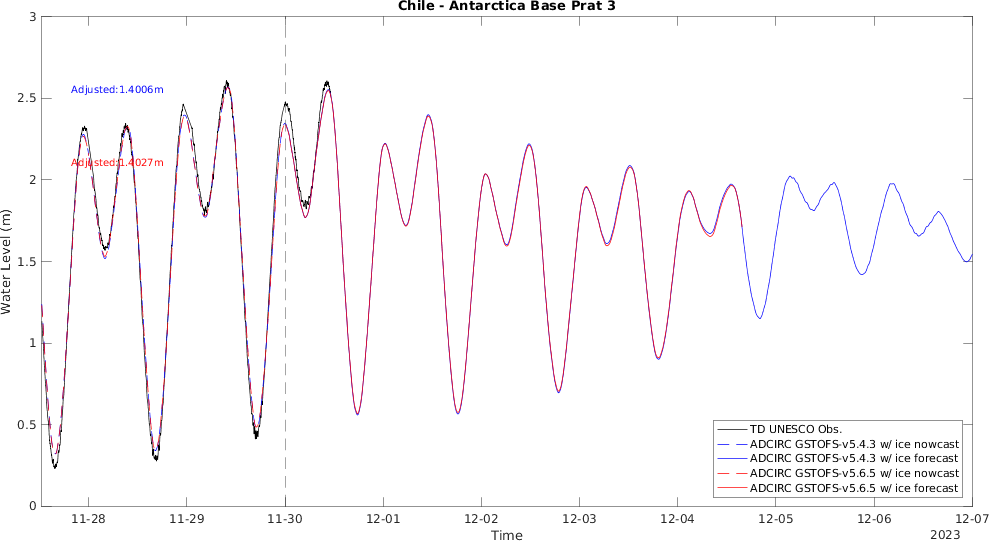 Chile - Antarctica Base Prat 3
3
2.5
2
1.5
1
0.5
0
Water Level (m)
Adjusted:1.4006m
Adjusted:1.4027m
TD UNESCO Obs.
ADCIRC GSTOFS-v5.4.3 w/ ice nowcast
ADCIRC GSTOFS-v5.4.3 w/ ice forecast
ADCIRC GSTOFS-v5.6.5 w/ ice nowcast
ADCIRC GSTOFS-v5.6.5 w/ ice forecast
11-28 11-29 11-30 12-01 12-02 12-03 12-04 12-05 12-06 12-07
Time
2023